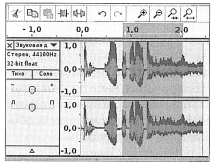 - 1,0 0,0 1,0 2,0
× Звуковая д ▼ 1,0
Стерео, 44100Hz
32-bit float
Тихо Соло 0,0
- +
Л П -1,0
1,0
0,0
-1,0